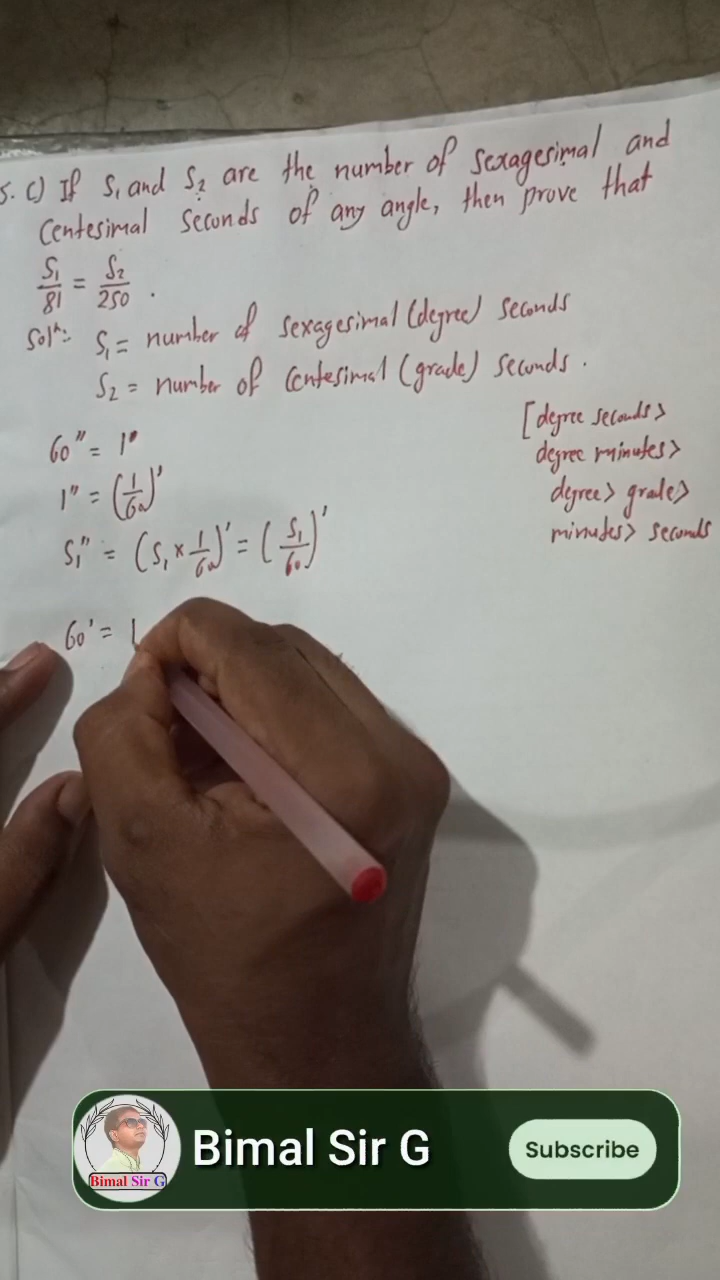 5. c) If S₁ and S₂ are the number of sexagesimal and
Centesimal seconds of any angle, then prove that
S₁/81 = S₂/250 .
Solⁿ: S₁ = number of sexagesimal (degree) seconds
S₂ = number of Centesimal (grade) seconds .
60" = 1'
1" = (1/60)'
S₁" = (S₁ × 1/60)' = (S₁/60)'
60' = 1
[degree seconds>
degree minutes>
degree> grade>
minutes> seconds
Bimal Sir G
Bimal Sir G
Subscribe